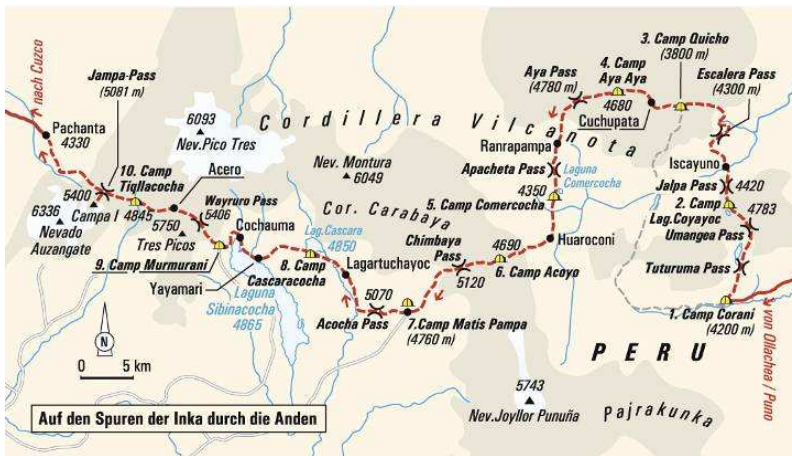 nach Cuzco
Jampa-Pass
(5081 m)
Pachanta
4330
6093
Nev.Pico Tres
Cordillera Vilcanota
Aya Pass
(4780 m)
4. Camp
Aya Aya
4680
3. Camp Quicho
(3800 m)
Escalera Pass
(4300 m)
Cuchupata
Ranrapampa
Iscayuno
Apacheta Pass
Laguna
Comercocha
Jalpa Pass
4420
2. Camp
Lag.Coyayoc
4783
Umangea Pass
Tuturuma Pass
4350
5. Camp Comercocha
Huaroconi
10. Camp
Tiqllacocha
Acero
5400
Campa I
4845
6336
Nevado
Auzangate
5750
Tres Picos
Wayruro Pass
5406
Nev. Montura
6049
Cor. Carabaya
Cochauma
Lag.Cascara
4850
Chimbaya
Pass
4690
9. Camp Murmurani
Yayamari
8. Camp
Cascaracocha
Lagartuchayoc
5120
6. Camp Acoyo
Laguna
Sibinacocha
4865
5070
Acocha Pass
7.Camp Matis Pampa
(4760 m)
1. Camp Corani
(4200 m)
von Ollachea / Puno
PERU
N
0 5 km
5743
Nev.Joyllor Punuña
Pajrakunka
Auf den Spuren der Inka durch die Anden